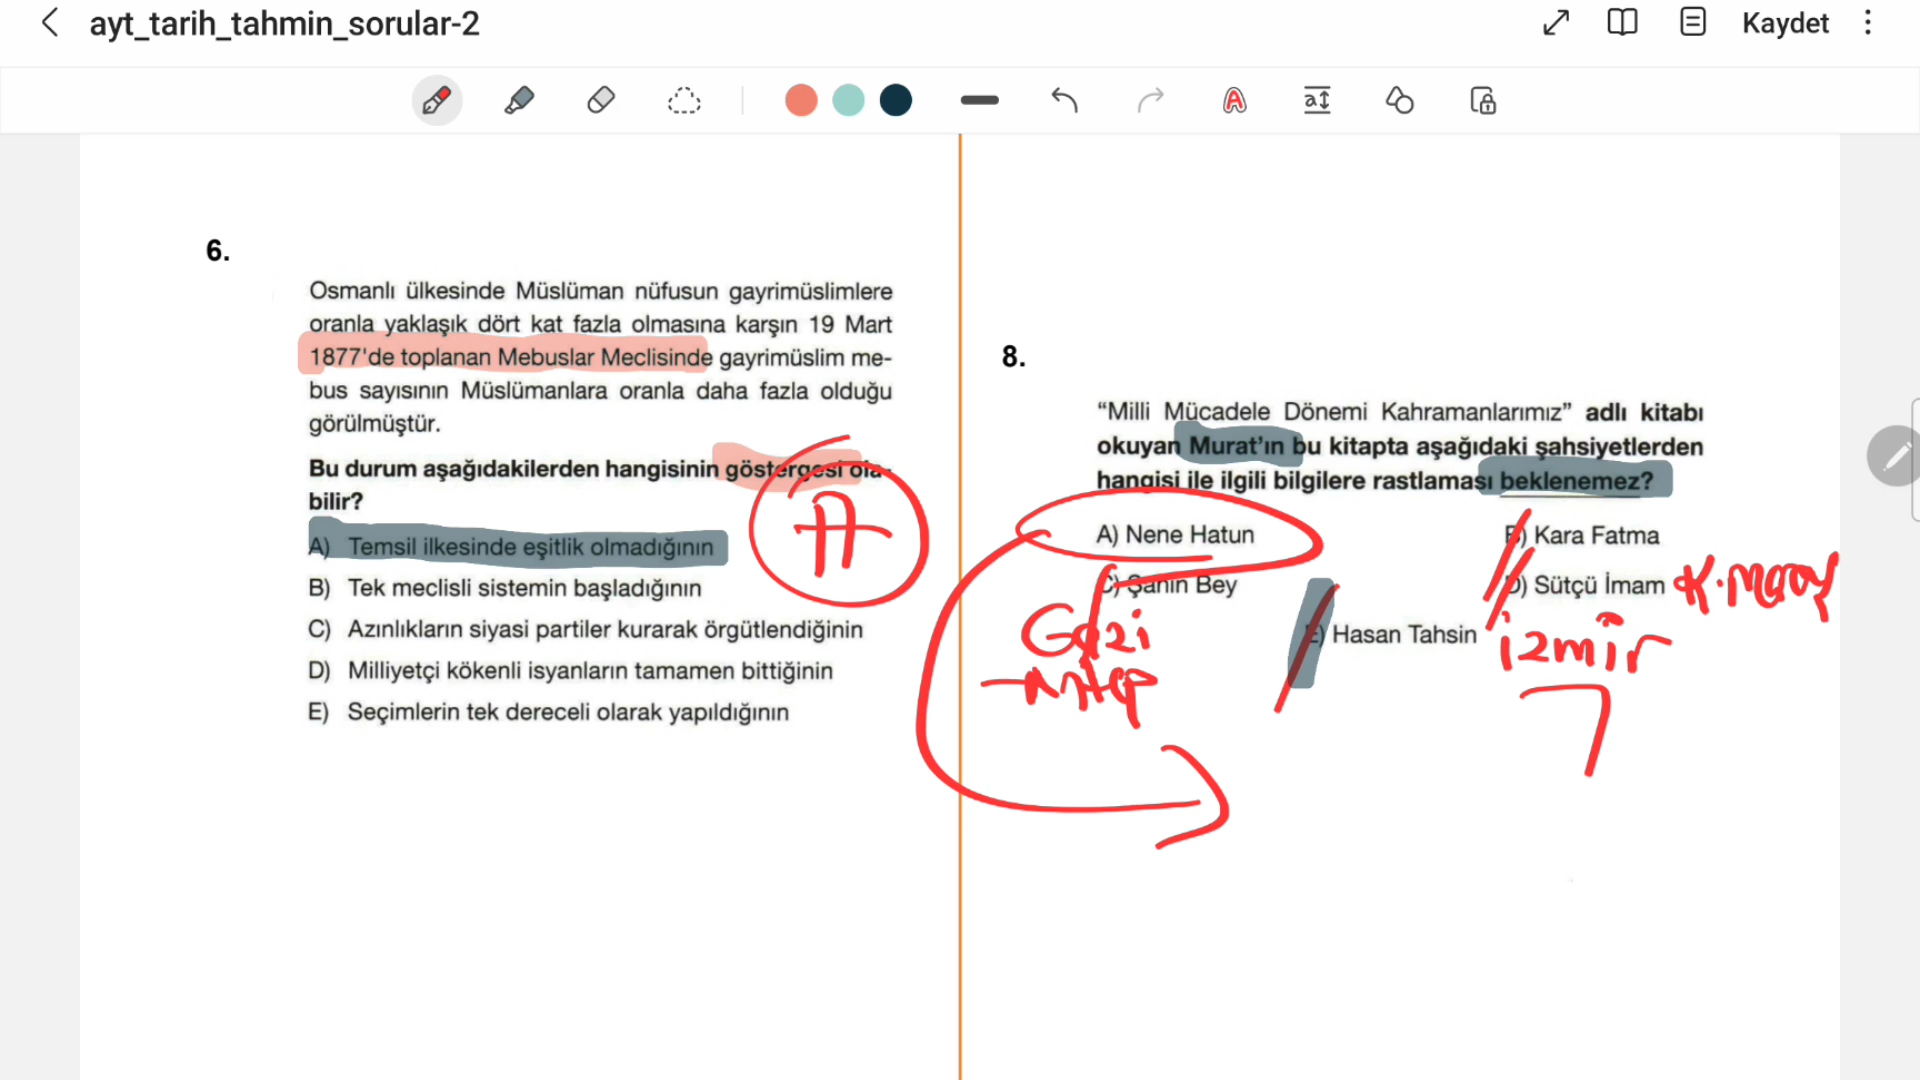 ayt_tarih_tahmin_sorular-2
Kaydet
6.
Osmanlı ülkesinde Müslüman nüfusun gayrimüslimlere
oranla yaklaşık dört kat fazla olmasına karşın 19 Mart
1877'de toplanan Mebuslar Meclisinde gayrimüslim me-
bus sayısının Müslümanlara oranla daha fazla olduğu
görülmüştür.
Bu durum aşağıdakilerden hangisinin göstergesi ola-
bilir?
A) Temsil ilkesinde eşitlik olmadığının
B) Tek meclisli sistemin başladığının
C) Azınlıkların siyasi partiler kurarak örgütlendiğinin
D) Milliyetçi kökenli isyanların tamamen bittiğinin
E) Seçimlerin tek dereceli olarak yapıldığının
A
8.
“Milli Mücadele Dönemi Kahramanlarımız” adlı kitabı
okuyan Murat’ın bu kitapta aşağıdaki şahsiyetlerden
hangisi ile ilgili bilgilere rastlaması beklenemez?
A) Nene Hatun
B) Kara Fatma
C) Şahin Bey
D) Sütçü İmam K.maraş
E) Hasan Tahsin
Gazi
antep
izmir